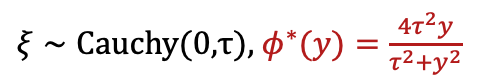 ξ ~ Cauchy(0,τ), ϕ*(y) = 4τ²y / τ²+y²